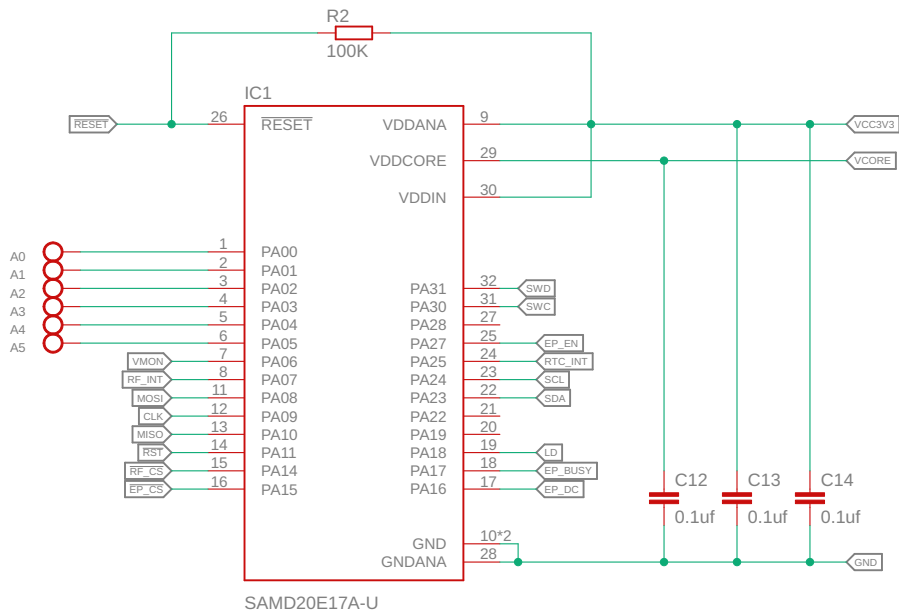 R2
100K
IC1
RESET 26 RESET VDDANA 9 VCC3V3
VDDCORE 29 VCORE
VDDIN 30
A0 1 PA00
A1 2 PA01
A2 3 PA02 PA31 32 SWD
A3 4 PA03 PA30 31 SWC
A4 5 PA04 PA28 27
A5 6 PA05 PA27 25 EP_EN
VMON 7 PA06 PA25 24 RTC_INT
RF_INT 8 PA07 PA24 23 SCL
MOSI 11 PA08 PA23 22 SDA
CLK 12 PA09 PA22 21
MISO 13 PA10 PA19 20
RST 14 PA11 PA18 19 LD
RF_CS 15 PA14 PA17 18 EP_BUSY
EP_CS 16 PA15 PA16 17 EP_DC
C12 C13 C14
0.1uf 0.1uf 0.1uf
GND 10*2
GNDANA 28 GND
SAMD20E17A-U